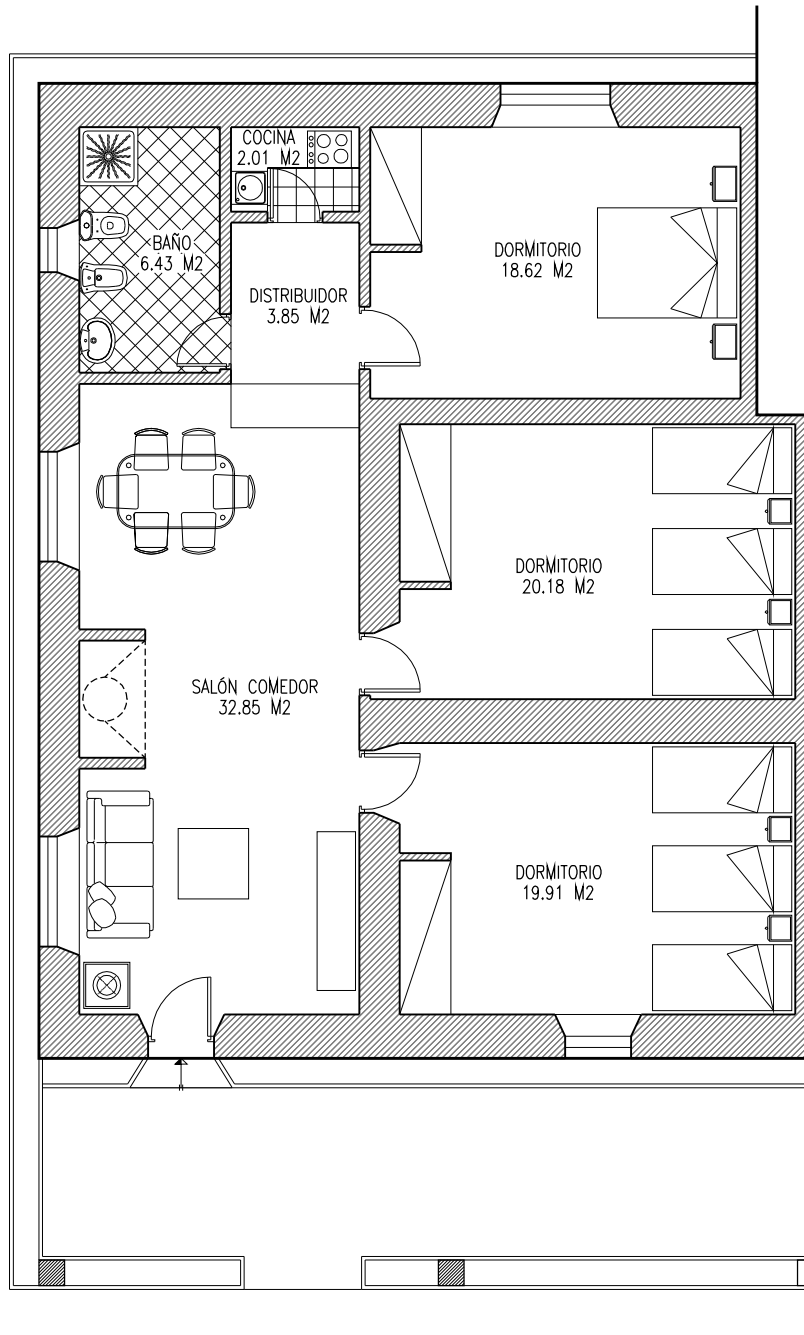 COCINA
2.01 M2
BAÑO
6.43 M2
DORMITORIO
18.62 M2
DISTRIBUIDOR
3.85 M2
DORMITORIO
20.18 M2
SALÓN COMEDOR
32.85 M2
DORMITORIO
19.91 M2